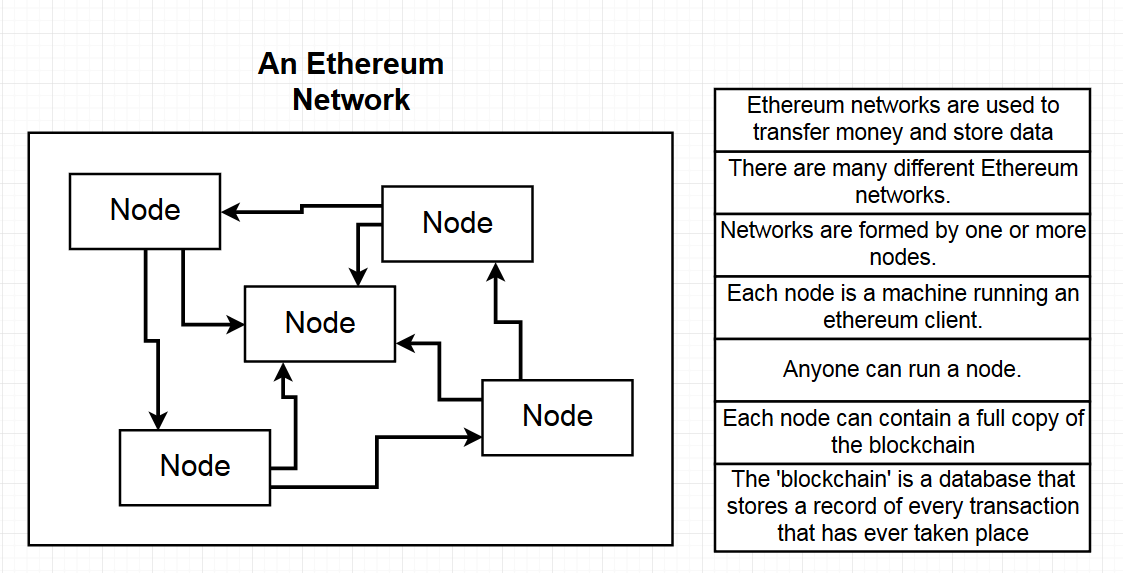 An Ethereum
Network
Node
Node
Node
Node
Node
Ethereum networks are used to
transfer money and store data
There are many different Ethereum
networks.
Networks are formed by one or more
nodes.
Each node is a machine running an
ethereum client.
Anyone can run a node.
Each node can contain a full copy of
the blockchain
The 'blockchain' is a database that
stores a record of every transaction
that has ever taken place